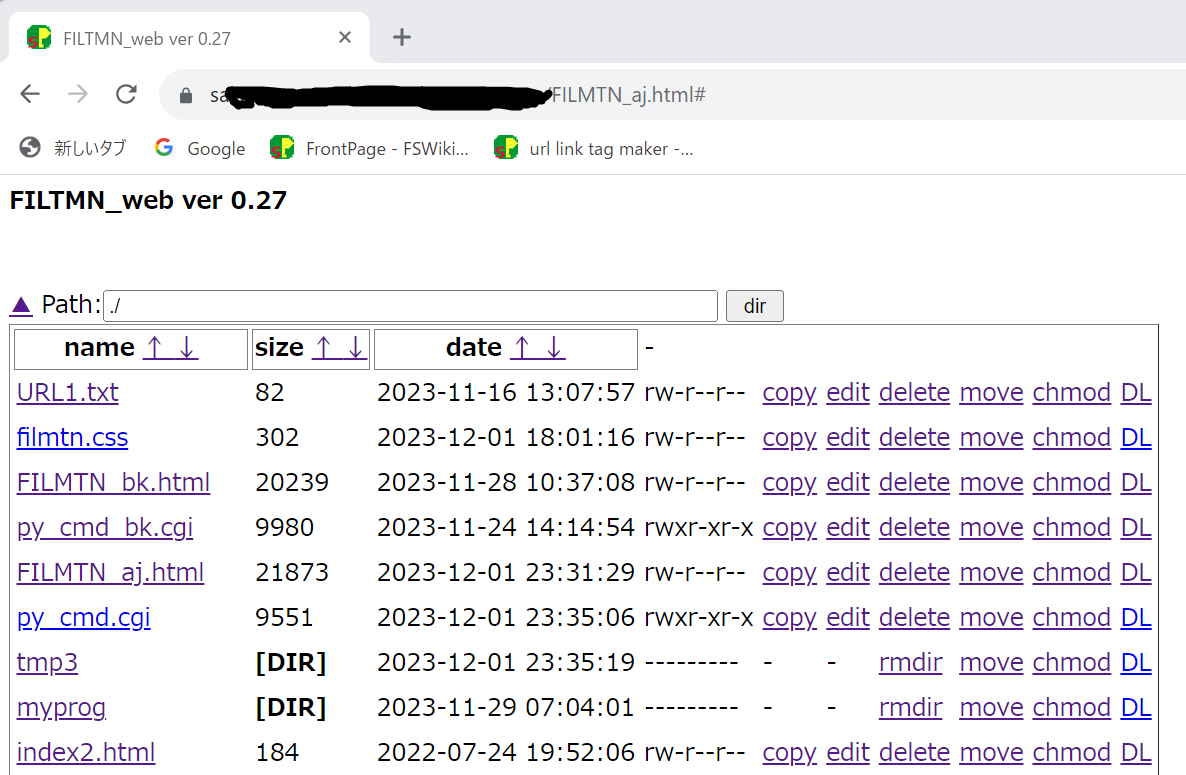 FILTMN_web ver 0.27
sa /FILMTN_aj.html#
新しいタブ Google FrontPage - FSWiki... url link tag maker -...
FILTMN_web ver 0.27
▲ Path: ./ dir
name ↑ ↓ size ↑ ↓ date ↑ ↓ -
URL1.txt 82 2023-11-16 13:07:57 rw-r--r-- copy edit delete move chmod DL
filmtn.css 302 2023-12-01 18:01:16 rw-r--r-- copy edit delete move chmod DL
FILMTN_bk.html 20239 2023-11-28 10:37:08 rw-r--r-- copy edit delete move chmod DL
py_cmd_bk.cgi 9980 2023-11-24 14:14:54 rwxr-xr-x copy edit delete move chmod DL
FILMTN_aj.html 21873 2023-12-01 23:31:29 rw-r--r-- copy edit delete move chmod DL
py_cmd.cgi 9551 2023-12-01 23:35:06 rwxr-xr-x copy edit delete move chmod DL
tmp3 [DIR] 2023-12-01 23:35:19 --------- - - rmdir move chmod DL
myprog [DIR] 2023-11-29 07:04:01 --------- - - rmdir move chmod DL
index2.html 184 2022-07-24 19:52:06 rw-r--r-- copy edit delete move chmod DL